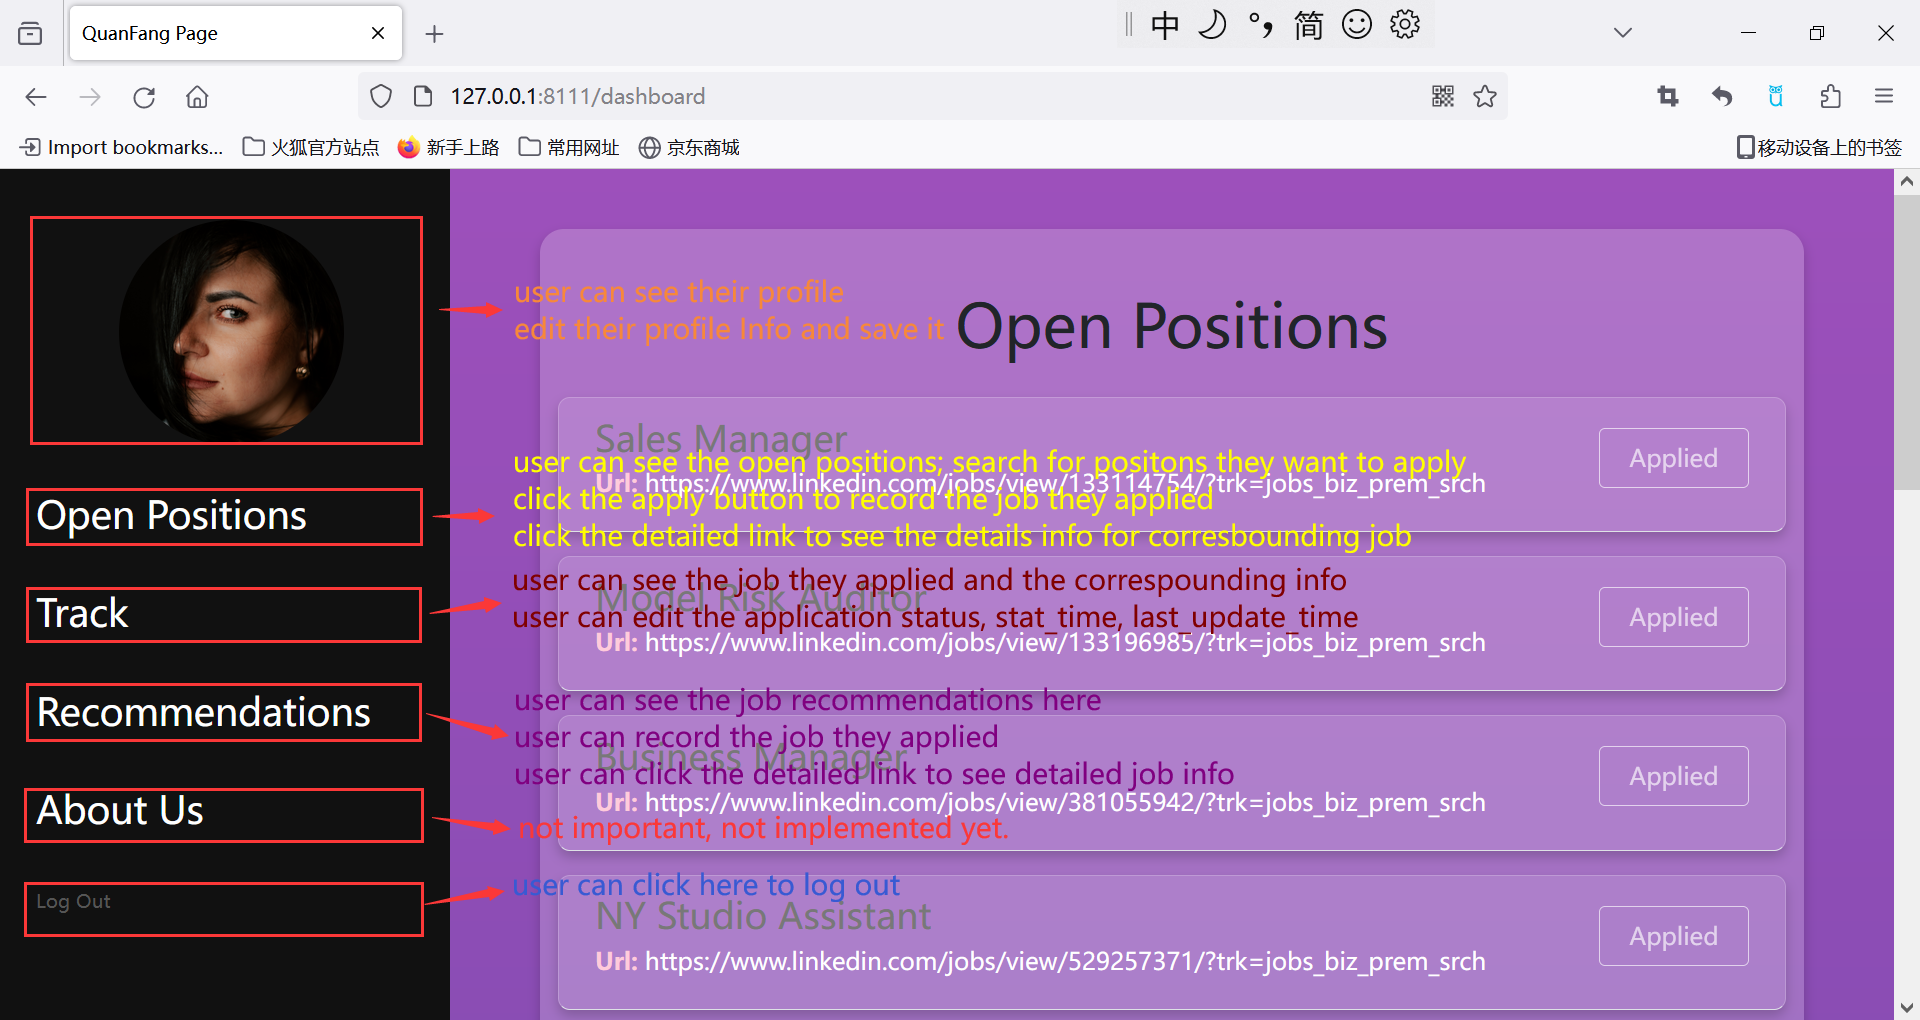 QuanFang Page
中 简
127.0.0.1:8111/dashboard
Import bookmarks...
火狐官方站点
新手上路
常用网址
京东商城
移动设备上的书签
user can see their profile
edit their profile Info and save it
Open Positions
Sales Manager
user can see the open positions; search for positons they want to apply
Url: https://www.linkedin.com/jobs/view/133114754/?trk=jobs_biz_prem_srch
Applied
click the apply button to record the job they applied
Open Positions
click the detailed link to see the details info for corresbounding job
user can see the job they applied and the correspounding info
Model Risk Auditor
Track
user can edit the application status, stat_time, last_update_time
Applied
Url: https://www.linkedin.com/jobs/view/133196985/?trk=jobs_biz_prem_srch
user can see the job recommendations here
Recommendations
user can record the job they applied
Business Manager
user can click the detailed link to see detailed job info
Applied
Url: https://www.linkedin.com/jobs/view/381055942/?trk=jobs_biz_prem_srch
About Us
not important, not implemented yet.
user can click here to log out
Log Out
NY Studio Assistant
Applied
Url: https://www.linkedin.com/jobs/view/529257371/?trk=jobs_biz_prem_srch